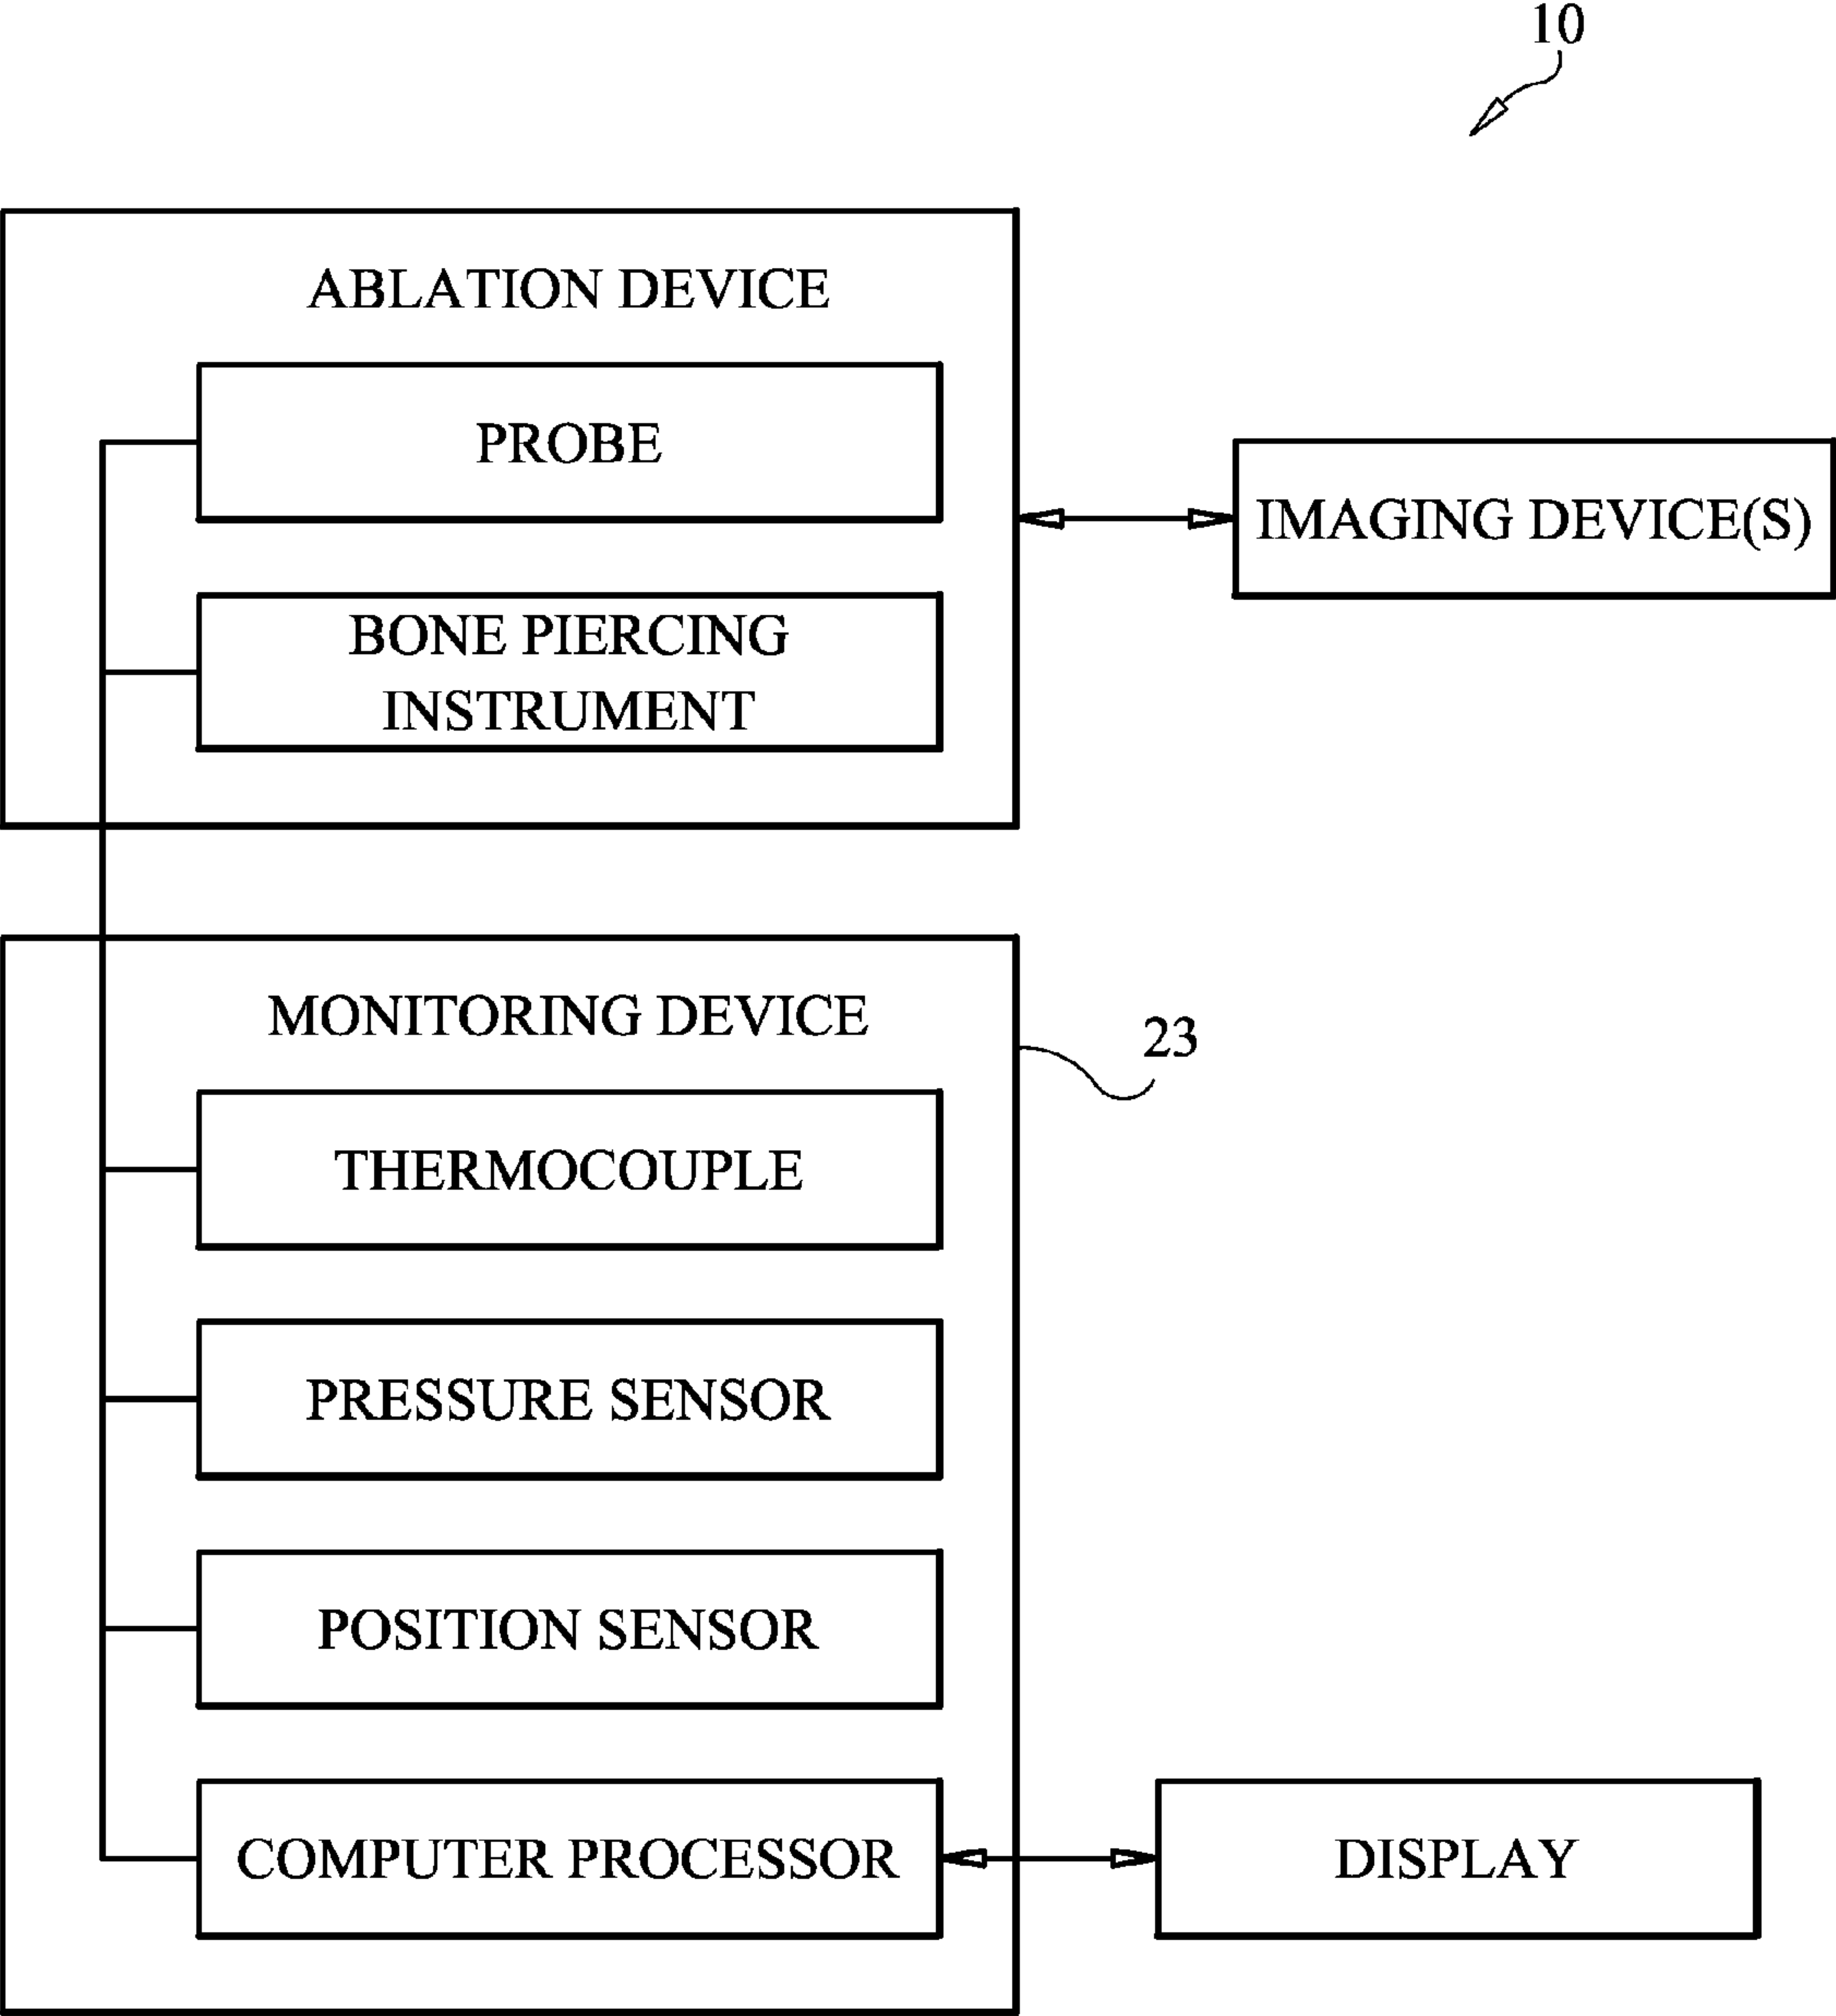 10
ABLATION DEVICE
PROBE
IMAGING DEVICE(S)
BONE PIERCING
INSTRUMENT
MONITORING DEVICE
23
THERMOCOUPLE
PRESSURE SENSOR
POSITION SENSOR
COMPUTER PROCESSOR
DISPLAY